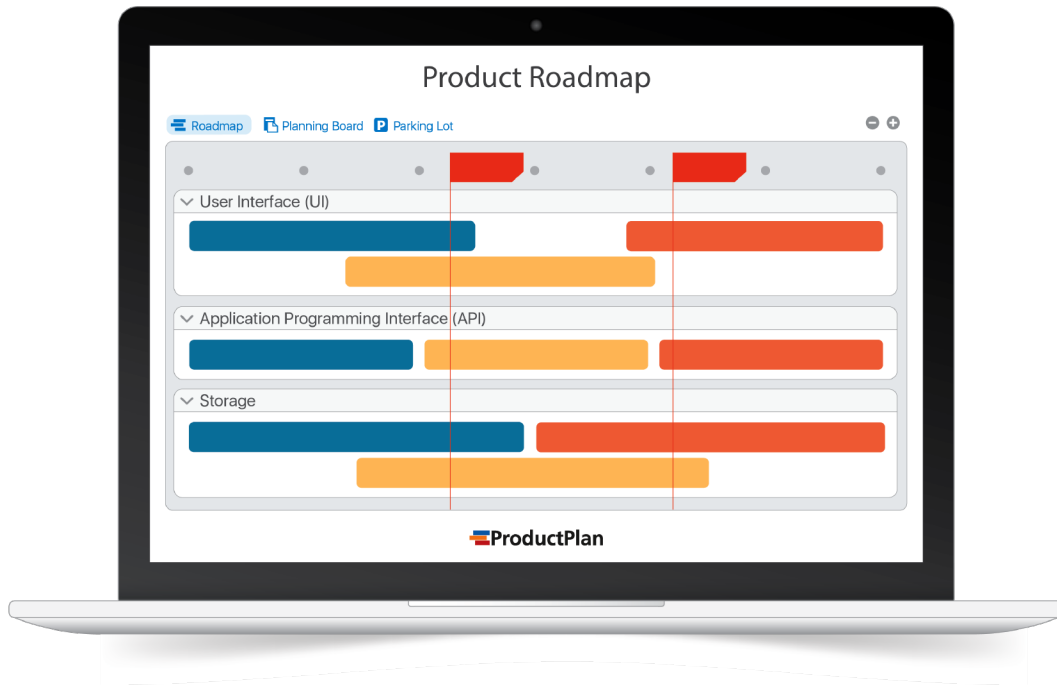 Product Roadmap
Roadmap Planning Board P Parking Lot
User Interface (UI)
Application Programming Interface (API)
Storage
ProductPlan